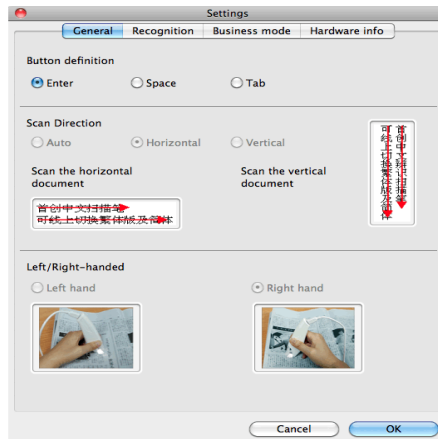 Settings
General Recognition Business mode Hardware info
Button definition
Enter Space Tab
Scan Direction
Auto Horizontal Vertical
Scan the horizontal document
Scan the vertical document
首创中文扫描笔
可线上切换繁体版及简体
首创中文班识扫描笔
可线上切换繁体版及简体
Left/Right-handed
Left hand Right hand
Cancel OK